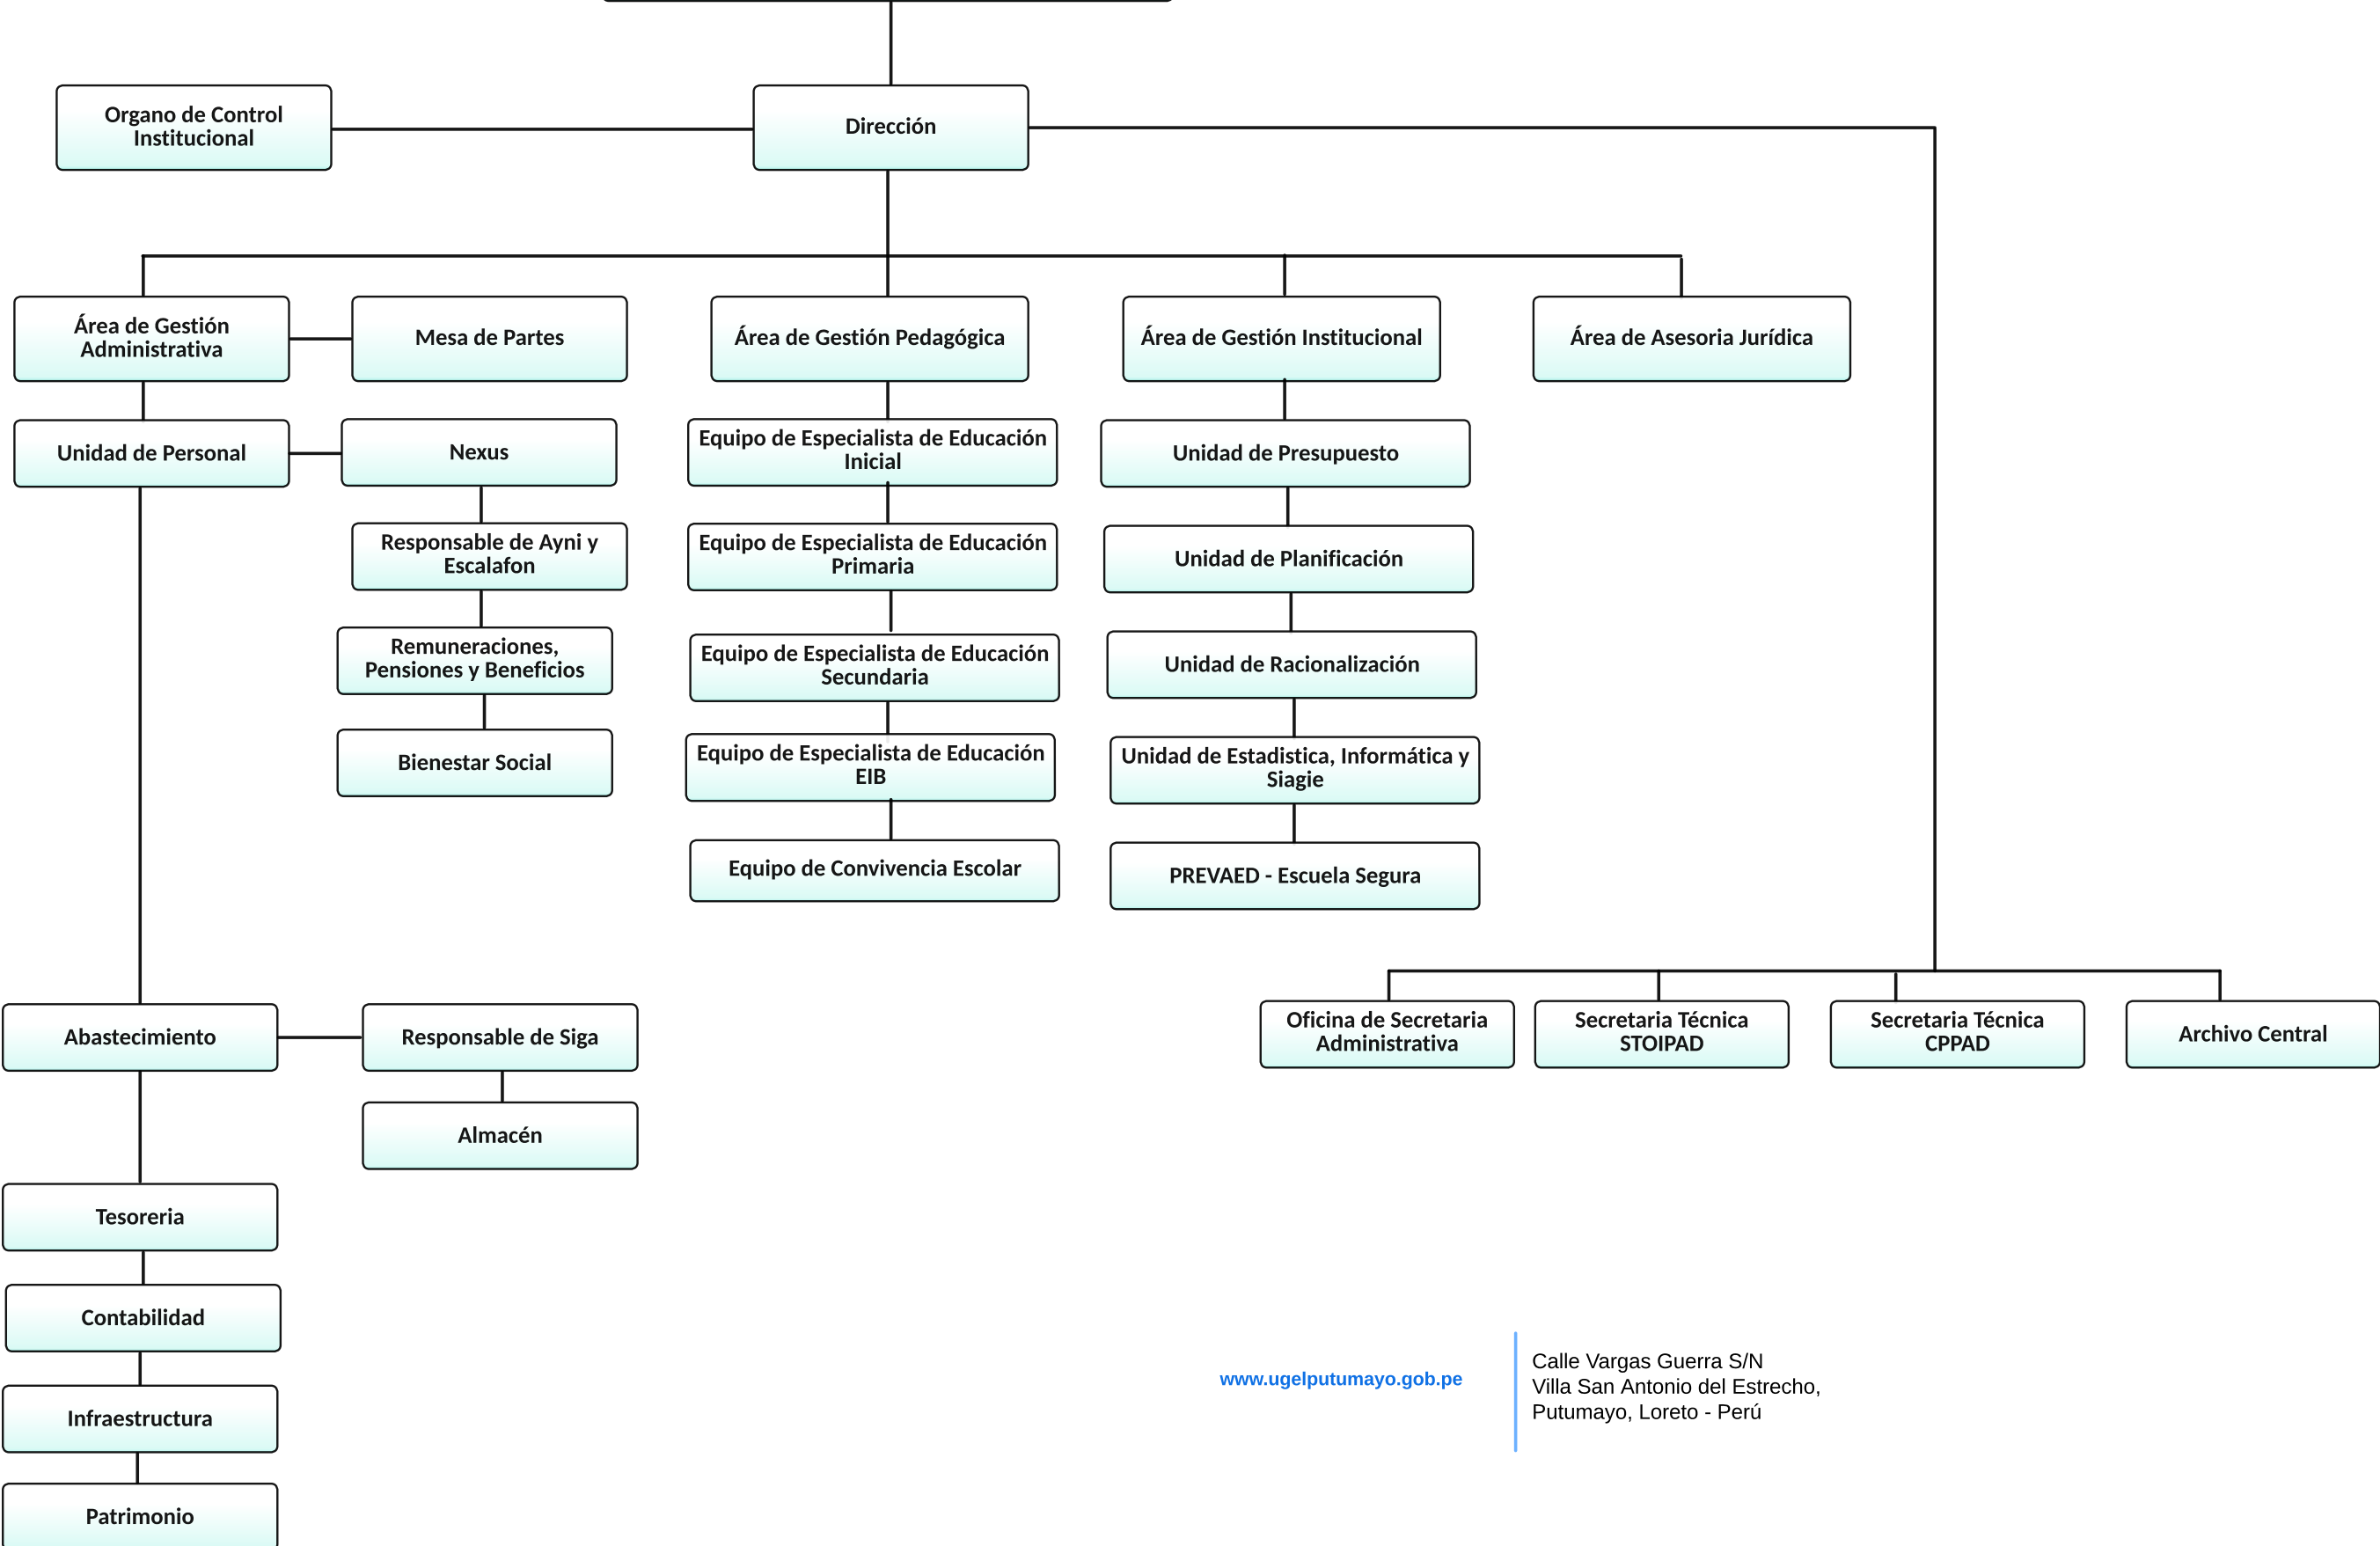 Organo de Control
Institucional
Dirección
Área de Gestión
Administrativa
Mesa de Partes
Área de Gestión Pedagógica
Área de Gestión Institucional
Área de Asesoria Jurídica
Unidad de Personal
Nexus
Equipo de Especialista de Educación
Inicial
Unidad de Presupuesto
Responsable de Ayni y
Escalafon
Equipo de Especialista de Educación
Primaria
Unidad de Planificación
Remuneraciones,
Pensiones y Beneficios
Equipo de Especialista de Educación
Secundaria
Unidad de Racionalización
Bienestar Social
Equipo de Especialista de Educación
EIB
Unidad de Estadistica, Informática y
Siagie
Equipo de Convivencia Escolar
PREVAED - Escuela Segura
Abastecimiento
Responsable de Siga
Oficina de Secretaria
Administrativa
Secretaria Técnica
STOIPAD
Secretaria Técnica
CPPAD
Archivo Central
Almacén
Tesoreria
Contabilidad
Infraestructura
Patrimonio
www.ugelputumayo.gob.pe
Calle Vargas Guerra S/N
Villa San Antonio del Estrecho,
Putumayo, Loreto - Perú